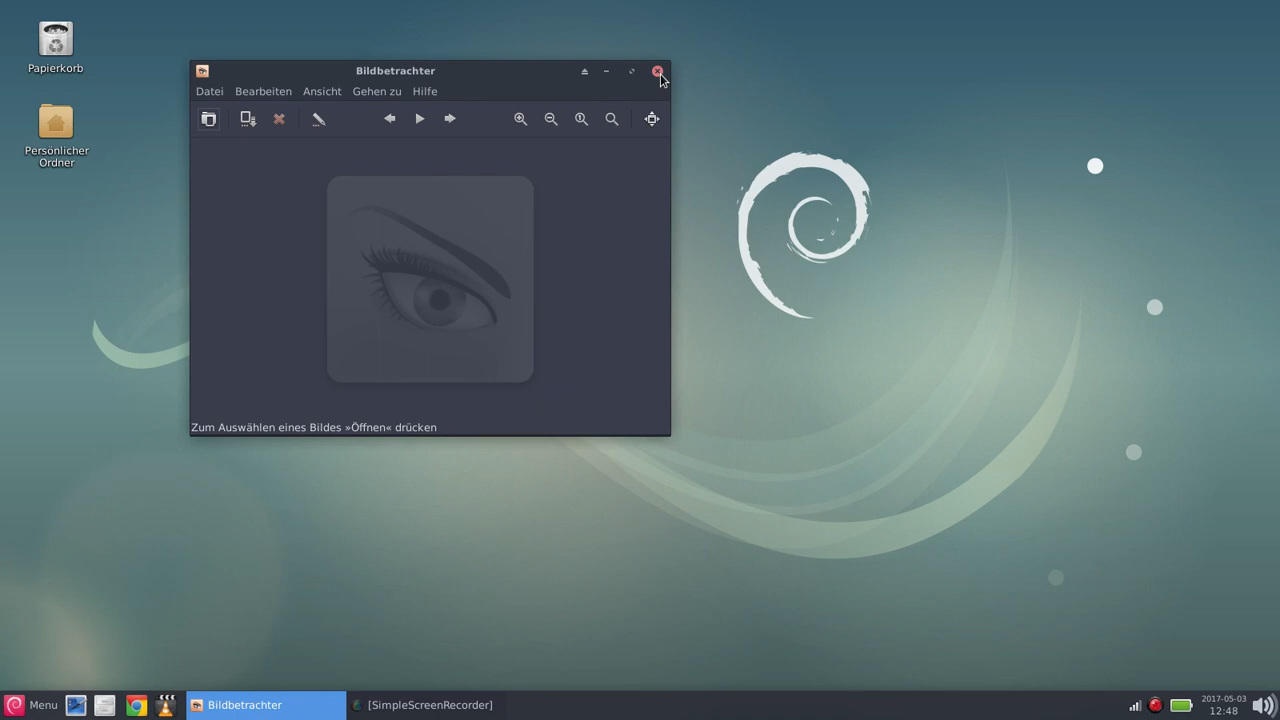 Papierkorb
Persönlicher
Ordner
Bildbetrachter
Datei Bearbeiten Ansicht Gehen zu Hilfe
Zum Auswählen eines Bildes »Öffnen« drücken
Menu
Bildbetrachter
[SimpleScreenRecorder]
2017-05-03
12:48